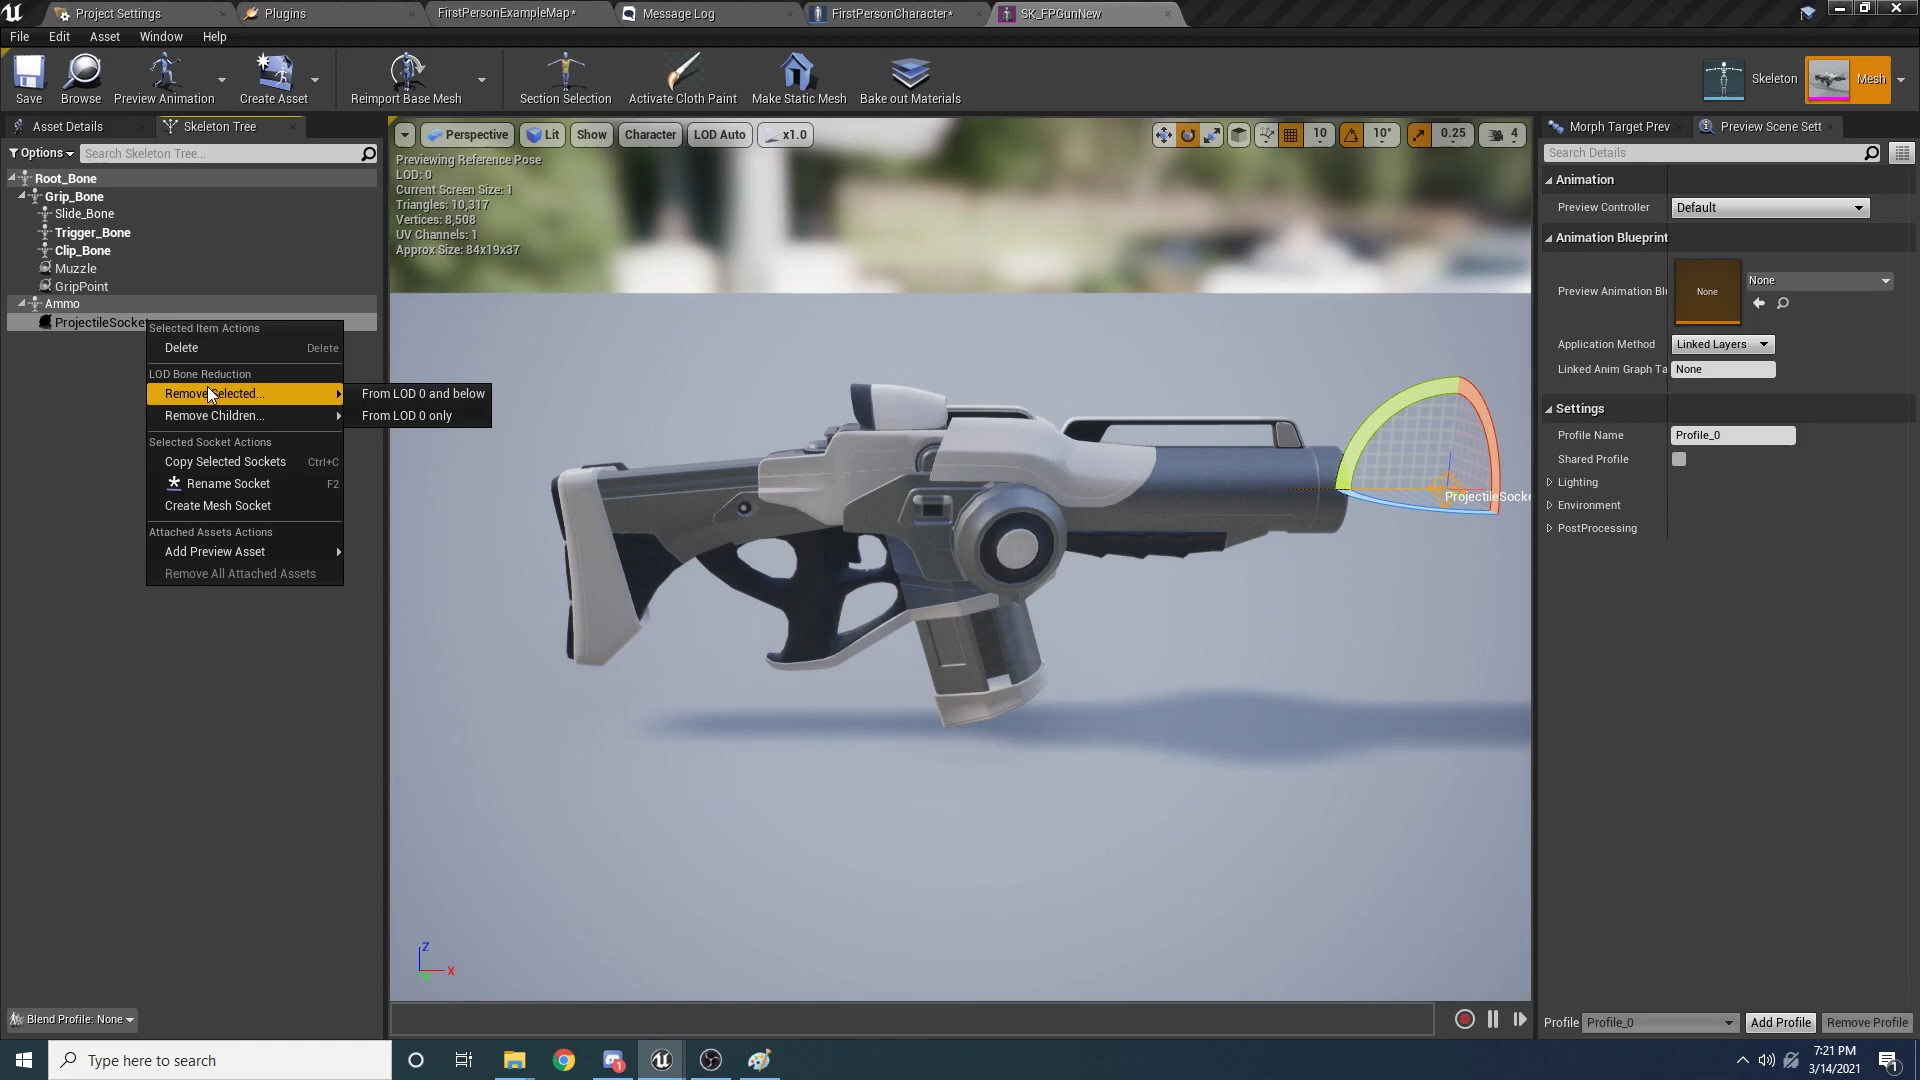 Project Settings
Plugins
FirstPersonExampleMap*
Message Log
FirstPersonCharacter*
SK_FPGunNew
File
Edit
Asset
Window
Help
Save
Browse
Preview Animation
Create Asset
Reimport Base Mesh
Section Selection
Activate Cloth Paint
Make Static Mesh
Bake out Materials
Skeleton
Mesh
Asset Details
Skeleton Tree
Options
Search Skeleton Tree...
Root_Bone
Grip_Bone
Slide_Bone
Trigger_Bone
Clip_Bone
Muzzle
GripPoint
Ammo
ProjectileSocket
Selected Item Actions
Delete Delete
LOD Bone Reduction
Remove Selected...
Remove Children...
From LOD 0 and below
From LOD 0 only
Selected Socket Actions
Copy Selected Sockets Ctrl+C
Rename Socket F2
Create Mesh Socket
Attached Assets Actions
Add Preview Asset
Remove All Attached Assets
Blend Profile: None
Perspective
Lit
Show
Character
LOD Auto
x1.0
10
10°
0.25
4
Previewing Reference Pose
LOD: 0
Current Screen Size: 1
Triangles: 10,317
Vertices: 8,508
UV Channels: 1
Approx Size: 84x19x37
ProjectileSocke
Z
X
Morph Target Prev
Preview Scene Sett
Search Details
Animation
Preview Controller
Default
Animation Blueprint
Preview Animation Blu
None
None
Application Method
Linked Layers
Linked Anim Graph Ta
None
Settings
Profile Name
Profile_0
Shared Profile
Lighting
Environment
PostProcessing
Profile
Profile_0
Add Profile
Remove Profile
Type here to search
1
7:21 PM
3/14/2021
1